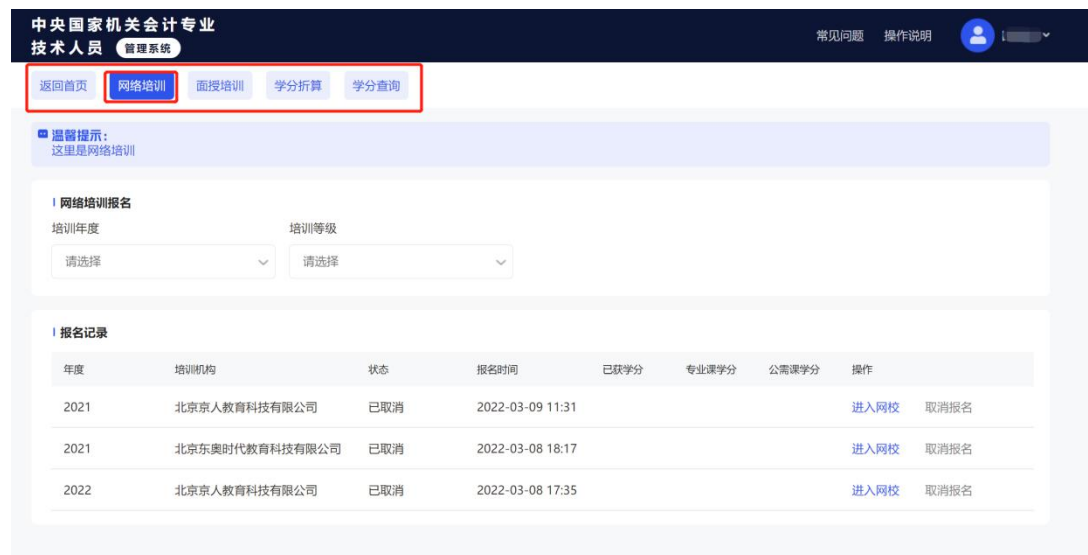 中央国家机关会计专业
技术人员 管理系统
常见问题 操作说明
返回首页 网络培训 面授培训 学分折算 学分查询
温馨提示：
这里是网络培训
网络培训报名
培训年度 培训等级
请选择 请选择
报名记录
年度 培训机构 状态 报名时间 已获学分 专业课学分 公需课学分 操作
2021 北京京人教育科技有限公司 已取消 2022-03-09 11:31 进入网校 取消报名
2021 北京东奥时代教育科技有限公司 已取消 2022-03-08 18:17 进入网校 取消报名
2022 北京京人教育科技有限公司 已取消 2022-03-08 17:35 进入网校 取消报名